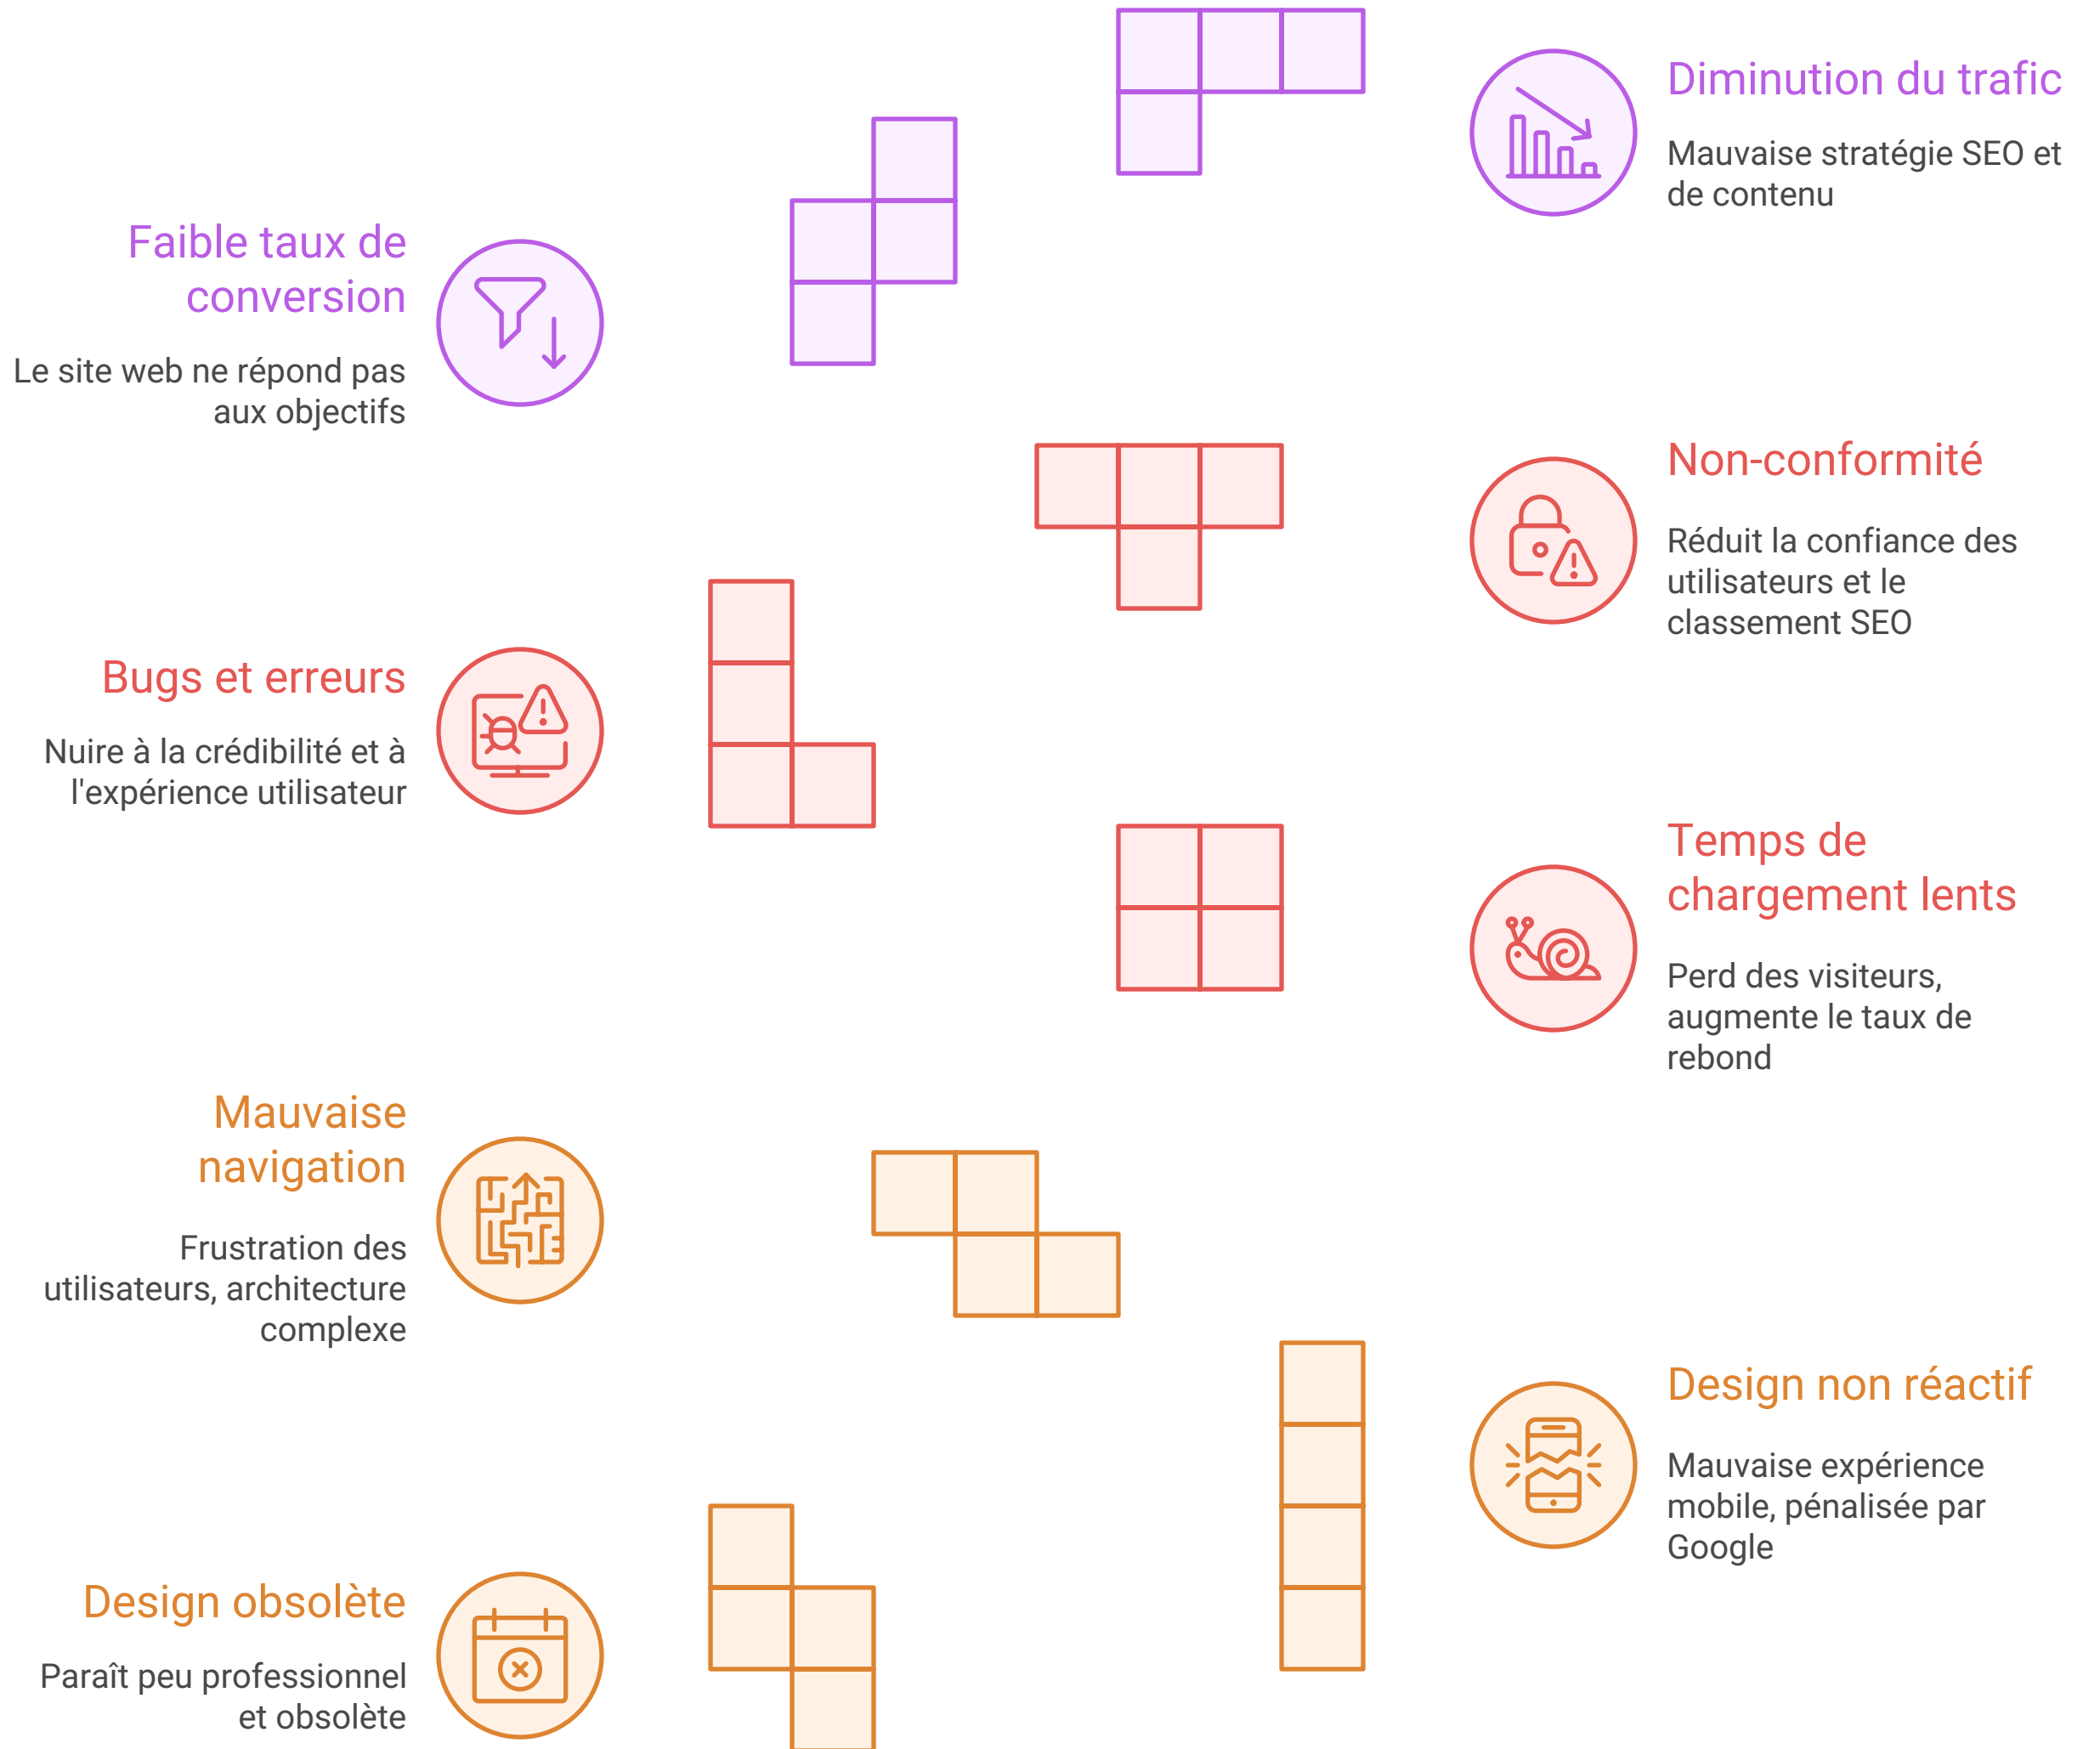 Diminution du trafic
Mauvaise stratégie SEO et
de contenu
Faible taux de
conversion
Le site web ne répond pas
aux objectifs
Non-conformité
Réduit la confiance des
utilisateurs et le
classement SEO
Bugs et erreurs
Nuire à la crédibilité et à
l'expérience utilisateur
Temps de
chargement lents
Perd des visiteurs,
augmente le taux de
rebond
Mauvaise
navigation
Frustration des
utilisateurs, architecture
complexe
Design non réactif
Mauvaise expérience
mobile, pénalisée par
Google
Design obsolète
Paraît peu professionnel
et obsolète